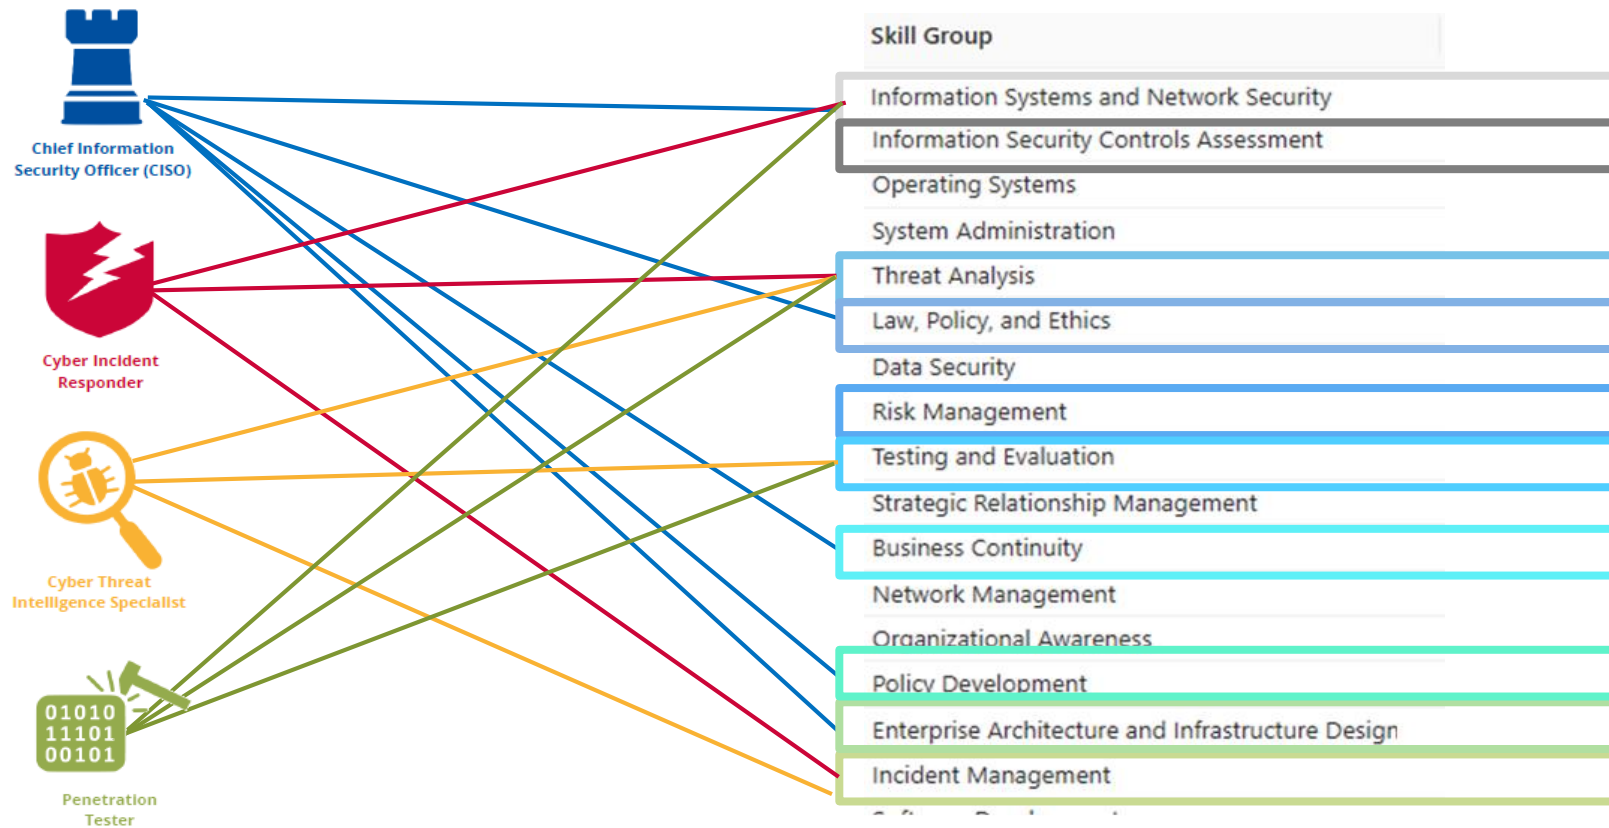 Chief Information
Security Officer (CISO)
Cyber Incident
Responder
Cyber Threat
Intelligence Specialist
01010
11101
00101
Penetration
Tester
Skill Group
Information Systems and Network Security
Information Security Controls Assessment
Operating Systems
System Administration
Threat Analysis
Law, Policy, and Ethics
Data Security
Risk Management
Testing and Evaluation
Strategic Relationship Management
Business Continuity
Network Management
Organizational Awareness
Policy Development
Enterprise Architecture and Infrastructure Design
Incident Management